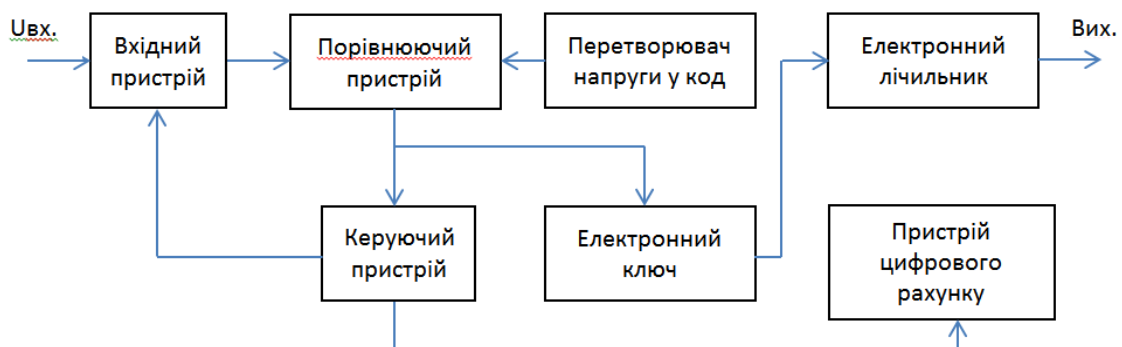 Uвх.
Вхідний
пристрій
Порівнюючий
пристрій
Перетворювач
напруги у код
Електронний
лічильник
Вих.
Керуючий
пристрій
Електронний
ключ
Пристрій
цифрового
рахунку